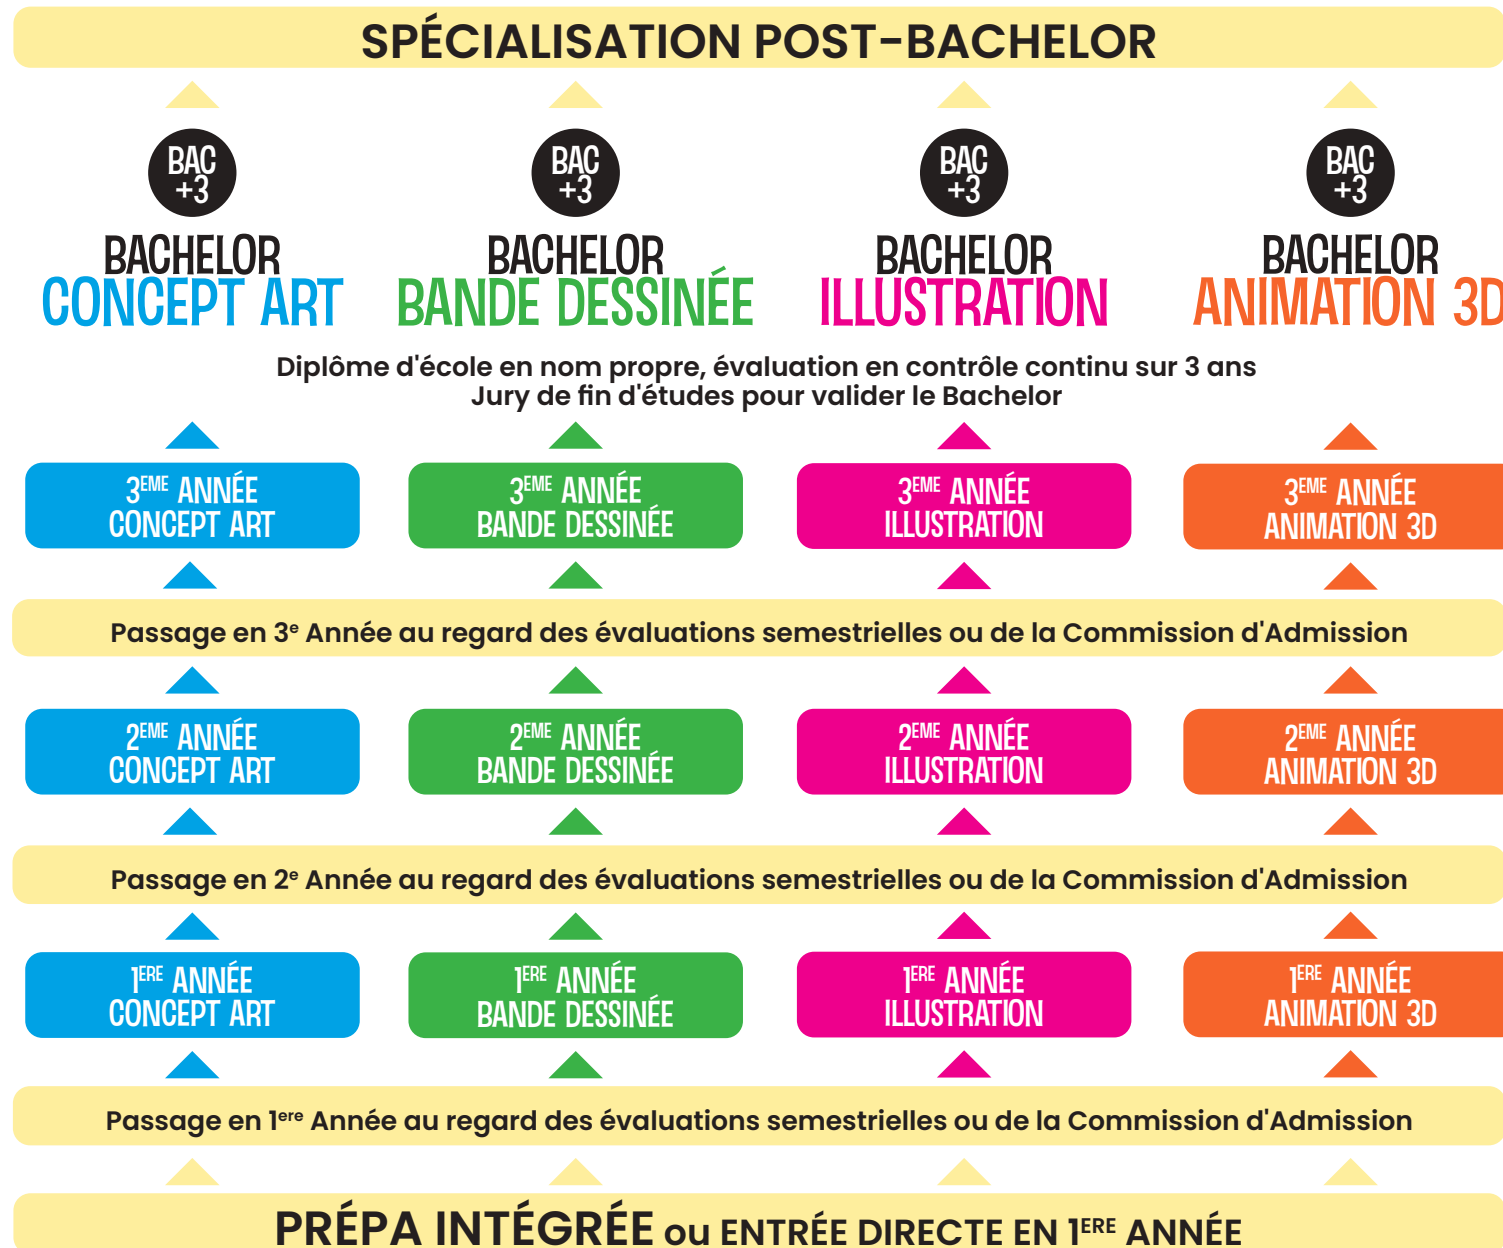 SPÉCIALISATION POST-BACHELOR
BAC
+3
BACHELOR
CONCEPT ART
BAC
+3
BACHELOR
BANDE DESSINÉE
BAC
+3
BACHELOR
ILLUSTRATION
BAC
+3
BACHELOR
ANIMATION 3D
Diplôme d'école en nom propre, évaluation en contrôle continu sur 3 ans
Jury de fin d'études pour valider le Bachelor
3EME ANNÉE
CONCEPT ART
3EME ANNÉE
BANDE DESSINÉE
3EME ANNÉE
ILLUSTRATION
3EME ANNÉE
ANIMATION 3D
Passage en 3e Année au regard des évaluations semestrielles ou de la Commission d'Admission
2EME ANNÉE
CONCEPT ART
2EME ANNÉE
BANDE DESSINÉE
2EME ANNÉE
ILLUSTRATION
2EME ANNÉE
ANIMATION 3D
Passage en 2e Année au regard des évaluations semestrielles ou de la Commission d'Admission
1ERE ANNÉE
CONCEPT ART
1ERE ANNÉE
BANDE DESSINÉE
1ERE ANNÉE
ILLUSTRATION
1ERE ANNÉE
ANIMATION 3D
Passage en 1ere Année au regard des évaluations semestrielles ou de la Commission d'Admission
PRÉPA INTÉGRÉE ou ENTRÉE DIRECTE EN 1ERE ANNÉE